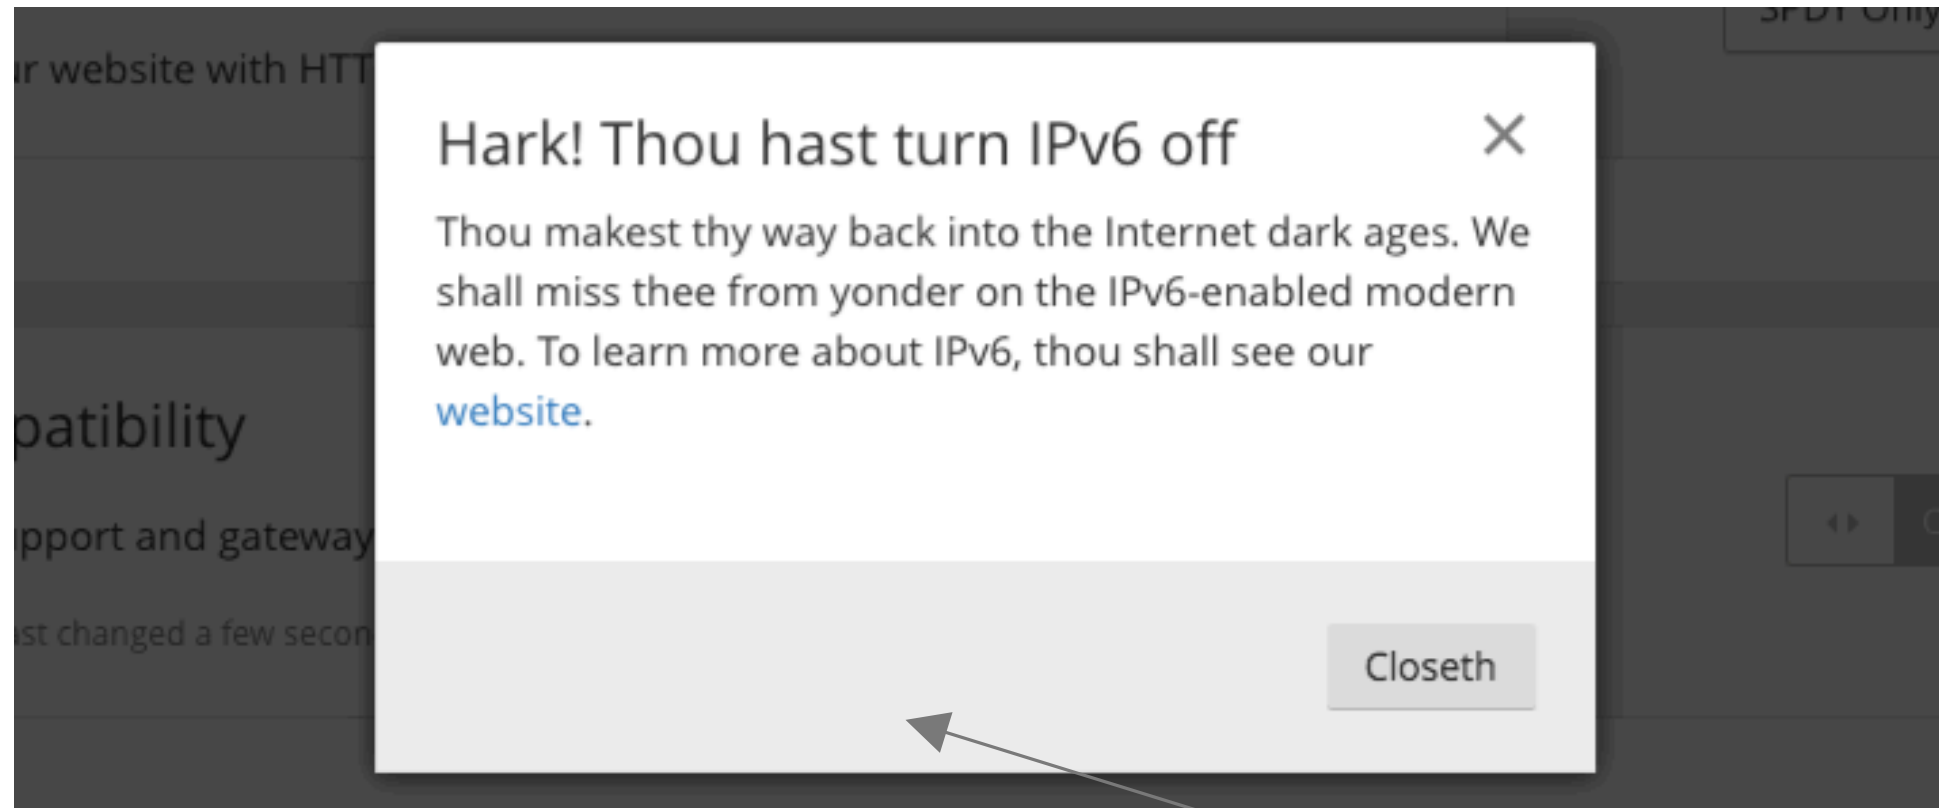 SPDY Only
ur website with HTT
Hark! Thou hast turn IPv6 off
Thou makest thy way back into the Internet dark ages. We
shall miss thee from yonder on the IPv6-enabled modern
web. To learn more about IPv6, thou shall see our
website.
patibility
pport and gateway
ast changed a few secon
Closeth